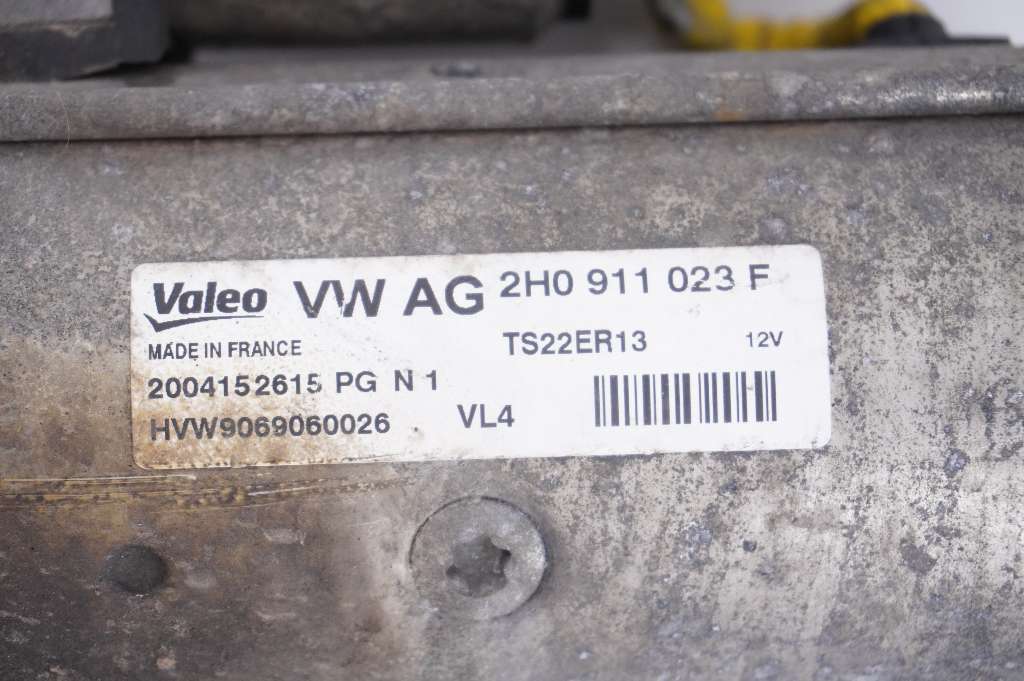 Valeo VW AG 2H0 911 023 F
MADE IN FRANCE TS22ER13 12V
2004152615 PG N 1
HVW9069060026 VL4